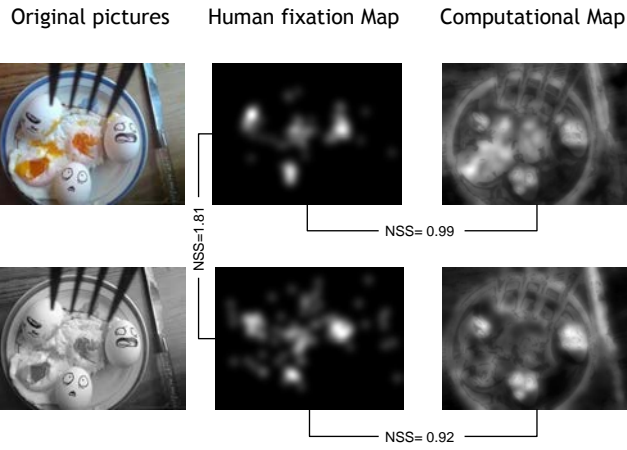 Original pictures
Human fixation Map
Computational Map
NSS= 0.99
NSS=1.81
NSS= 0.92